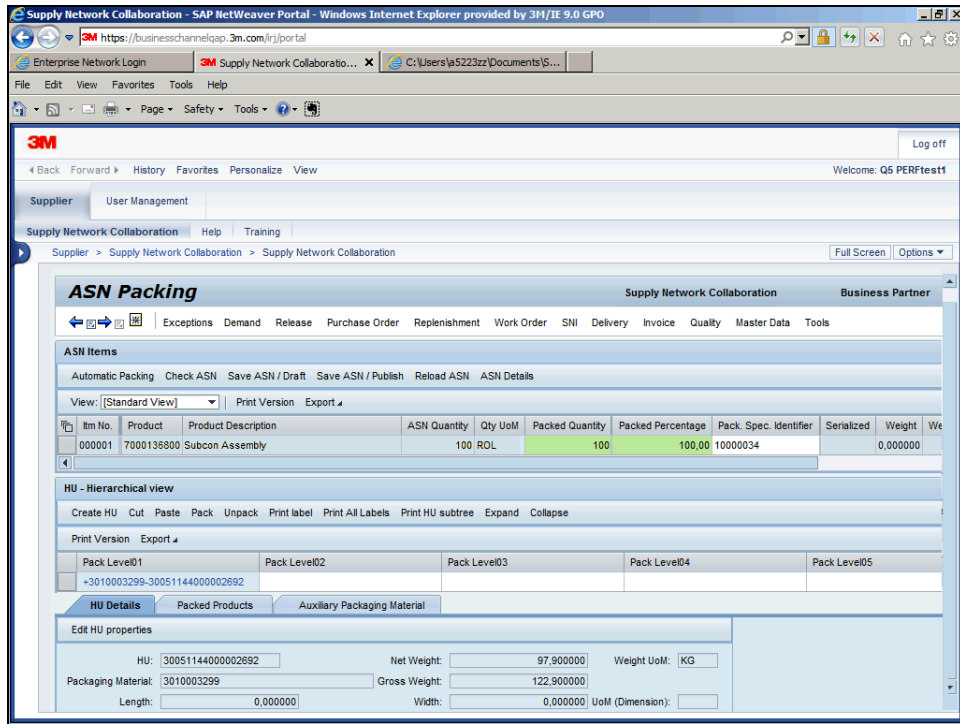 Supply Network Collaboration - SAP NetWeaver Portal - Windows Internet Explorer provided by 3M/IE 9.0 GPO
3M https://businesschannelqap.3m.com/irj/portal
Enterprise Network Login 3M Supply Network Collaboratio... X C:\Users\a5223zz\Documents\S...
File Edit View Favorites Tools Help
Page Safety Tools
3M Log off
Back Forward History Favorites Personalize View Welcome: Q5 PERFtest1
Supplier User Management
Supply Network Collaboration Help Training
Supplier > Supply Network Collaboration > Supply Network Collaboration Full Screen Options
ASN Packing Supply Network Collaboration Business Partner
Exceptions Demand Release Purchase Order Replenishment Work Order SNI Delivery Invoice Quality Master Data Tools
ASN Items
Automatic Packing Check ASN Save ASN / Draft Save ASN / Publish Reload ASN ASN Details
View: [Standard View] Print Version Export
Itm No. Product Product Description ASN Quantity Qty UoM Packed Quantity Packed Percentage Pack. Spec. Identifier Serialized Weight We
000001 7000136800 Subcon Assembly 100 ROL 100 100,00 10000034 0,000000
HU - Hierarchical view
Create HU Cut Paste Pack Unpack Print label Print All Labels Print HU subtree Expand Collapse
Print Version Export
Pack Level01 Pack Level02 Pack Level03 Pack Level04 Pack Level05
+3010003299-30051144000002692
HU Details Packed Products Auxiliary Packaging Material
Edit HU properties
HU: 30051144000002692 Net Weight: 97,900000 Weight UoM: KG
Packaging Material: 3010003299 Gross Weight: 122,900000
Length: 0,000000 Width: 0,000000 UoM (Dimension):